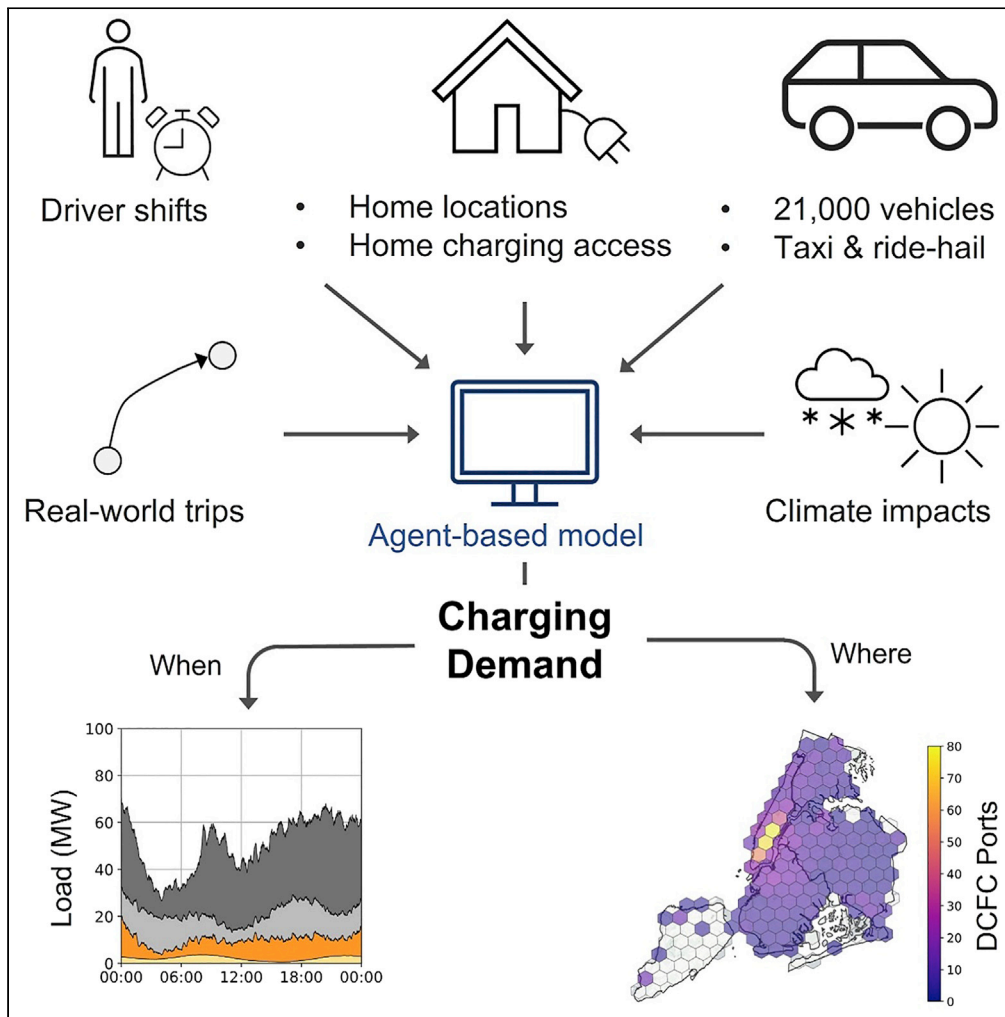 Driver shifts
• Home locations
• Home charging access
• 21,000 vehicles
• Taxi & ride-hail
Real-world trips
Agent-based model
Climate impacts
Charging
Demand
When
Where
Load (MW)
100
80
60
40
20
0
00:00 06:00 12:00 18:00 00:00
80
70
60
50
40
30
20
10
0
DCFC Ports